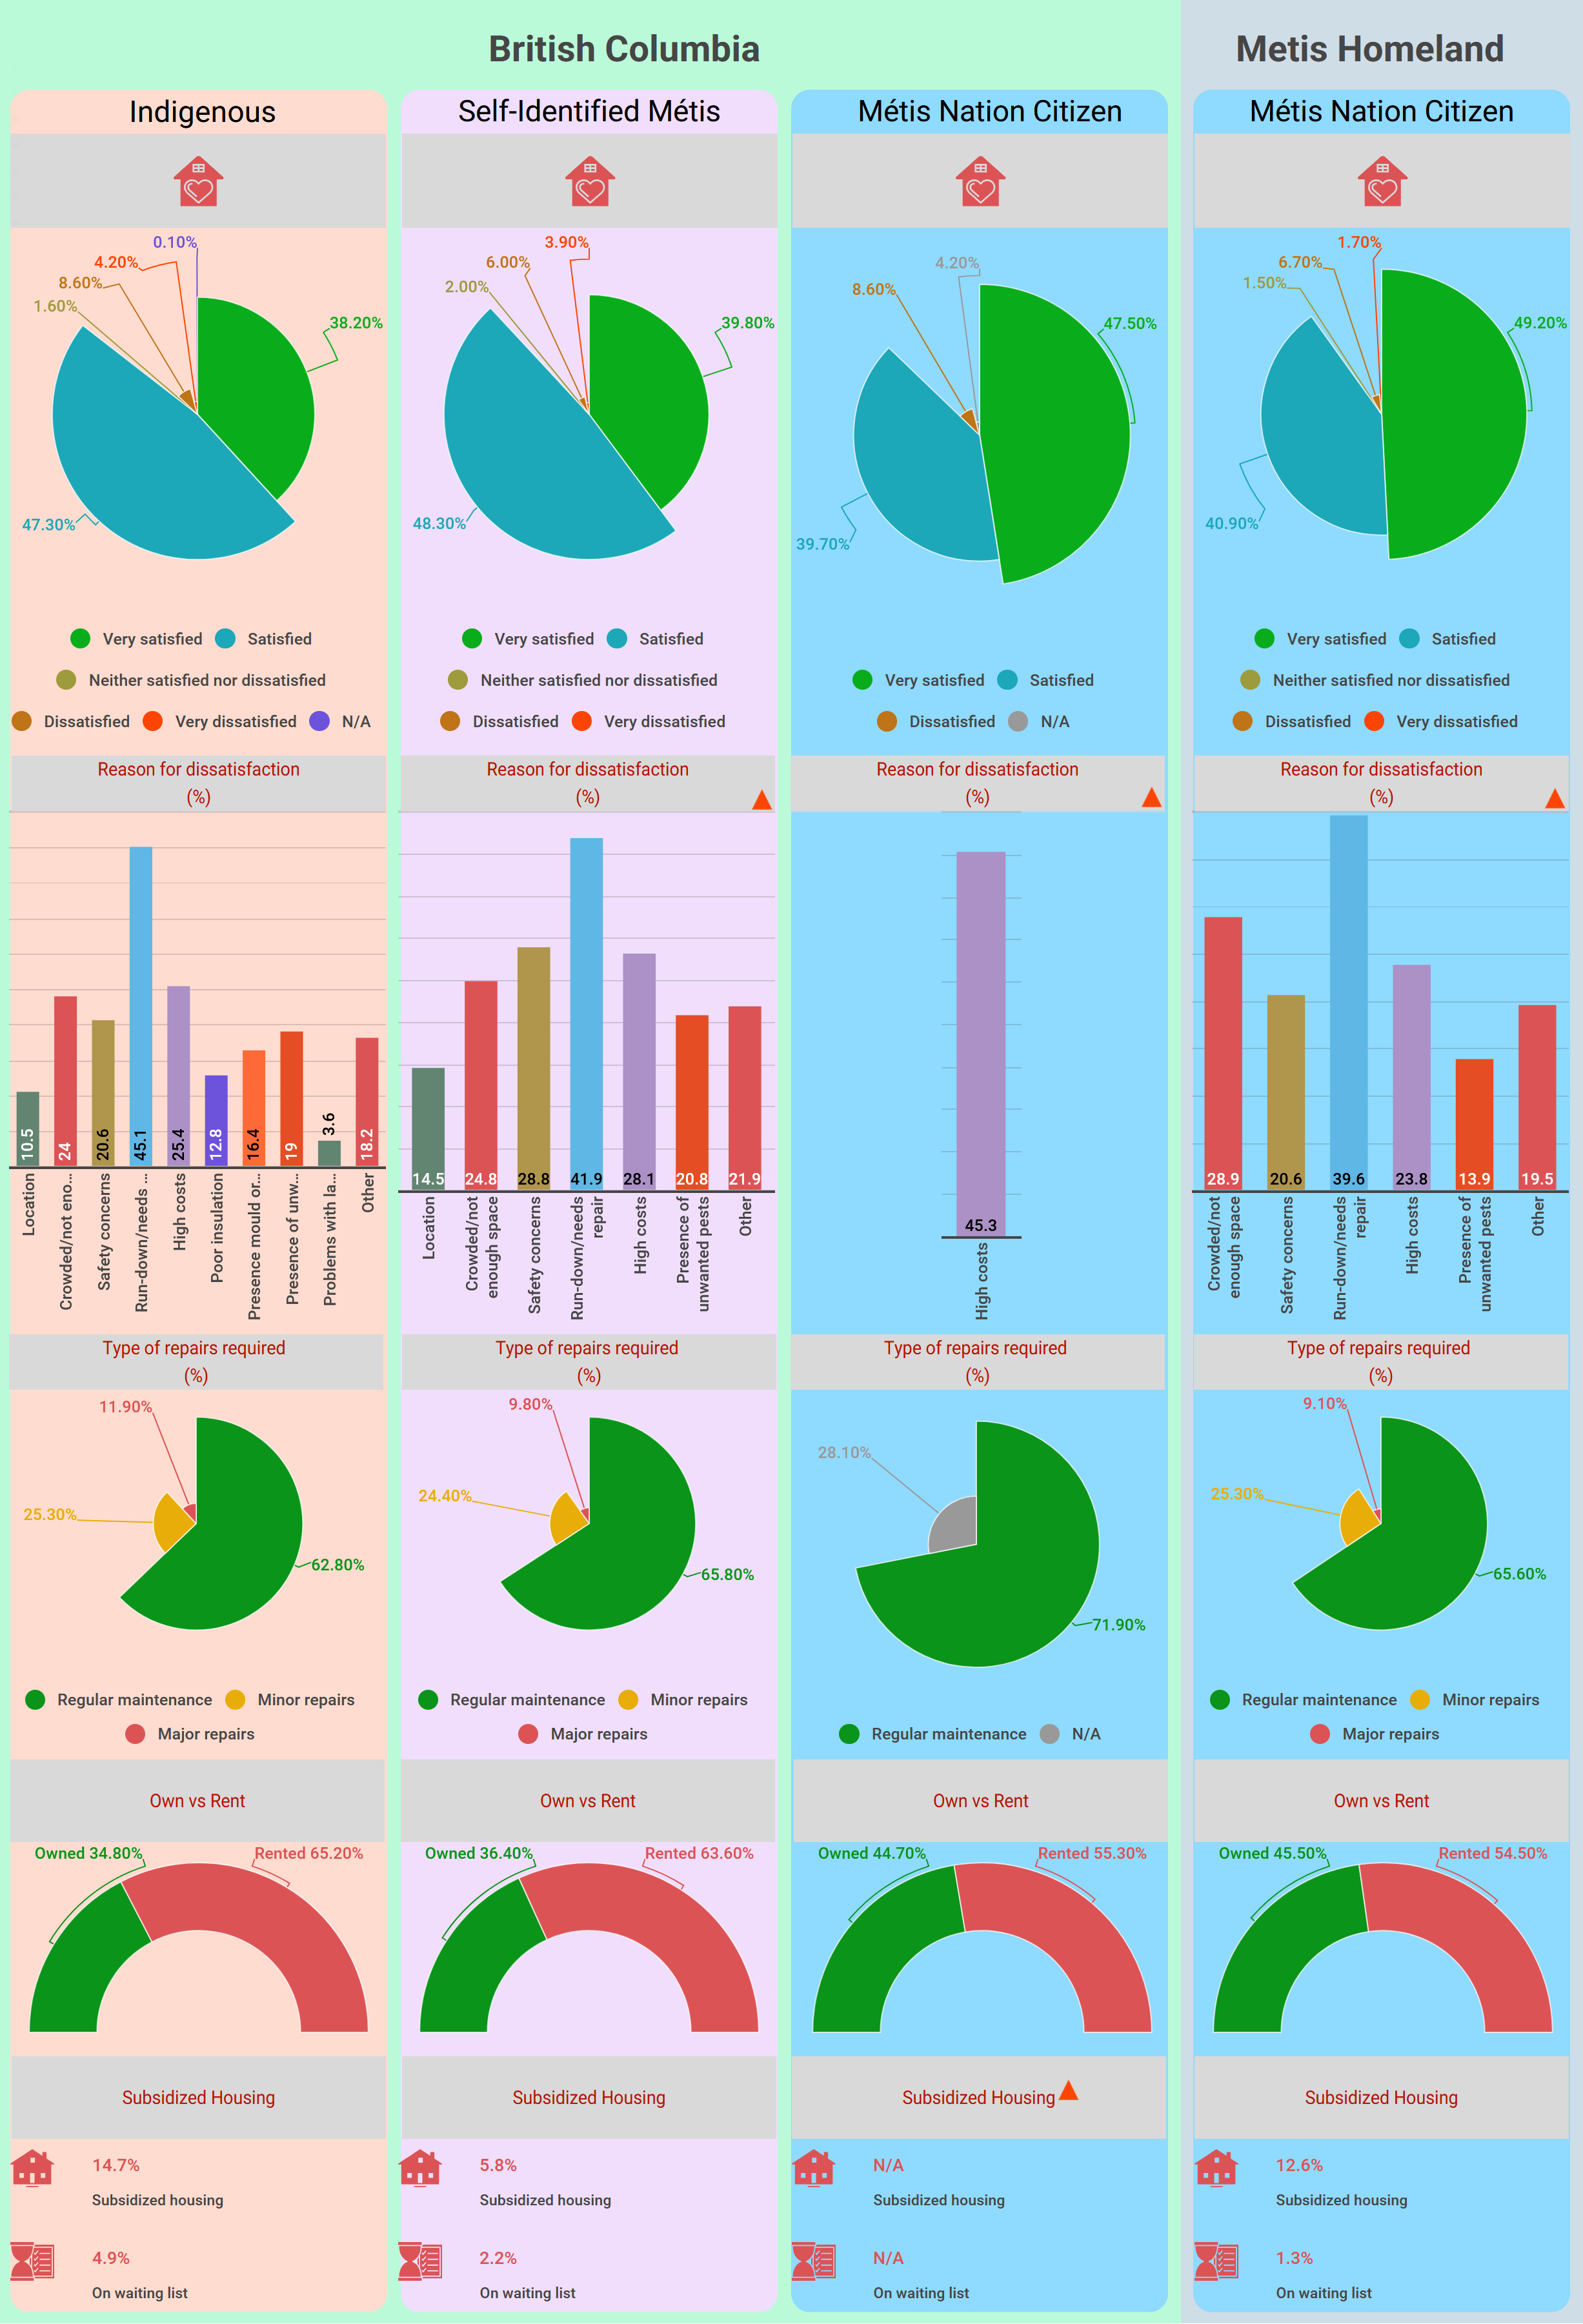 British Columbia
Metis Homeland
Indigenous
Self-Identified Métis
Métis Nation Citizen
Métis Nation Citizen
0.10%
4.20%
8.60%
1.60%
38.20%
47.30%
Very satisfied
Satisfied
Neither satisfied nor dissatisfied
Dissatisfied
Very dissatisfied
N/A
3.90%
6.00%
2.00%
39.80%
48.30%
Very satisfied
Satisfied
Neither satisfied nor dissatisfied
Dissatisfied
Very dissatisfied
4.20%
8.60%
47.50%
39.70%
Very satisfied
Satisfied
Dissatisfied
N/A
1.70%
6.70%
1.50%
49.20%
40.90%
Very satisfied
Satisfied
Neither satisfied nor dissatisfied
Dissatisfied
Very dissatisfied
Reason for dissatisfaction
(%)
10.5
24
20.6
45.1
25.4
12.8
16.4
19
3.6
18.2
Location
Crowded/not eno...
Safety concerns
Run-down/needs ...
High costs
Poor insulation
Presence mould or...
Presence of unw...
Problems with la...
Other
Reason for dissatisfaction
(%)
14.5
24.8
28.8
41.9
28.1
20.8
21.9
Location
Crowded/not
enough space
Safety concerns
Run-down/needs
repair
High costs
Presence of
unwanted pests
Other
Reason for dissatisfaction
(%)
45.3
High costs
Reason for dissatisfaction
(%)
28.9
20.6
39.6
23.8
13.9
19.5
Crowded/not
enough space
Safety concerns
Run-down/needs
repair
High costs
Presence of
unwanted pests
Other
Type of repairs required
(%)
11.90%
25.30%
62.80%
Regular maintenance
Minor repairs
Major repairs
Type of repairs required
(%)
9.80%
24.40%
65.80%
Regular maintenance
Minor repairs
Major repairs
Type of repairs required
(%)
28.10%
71.90%
Regular maintenance
N/A
Type of repairs required
(%)
9.10%
25.30%
65.60%
Regular maintenance
Minor repairs
Major repairs
Own vs Rent
Owned 34.80%
Rented 65.20%
Own vs Rent
Owned 36.40%
Rented 63.60%
Own vs Rent
Owned 44.70%
Rented 55.30%
Own vs Rent
Owned 45.50%
Rented 54.50%
Subsidized Housing
14.7%
Subsidized housing
4.9%
On waiting list
Subsidized Housing
5.8%
Subsidized housing
2.2%
On waiting list
Subsidized Housing
N/A
Subsidized housing
N/A
On waiting list
Subsidized Housing
12.6%
Subsidized housing
1.3%
On waiting list